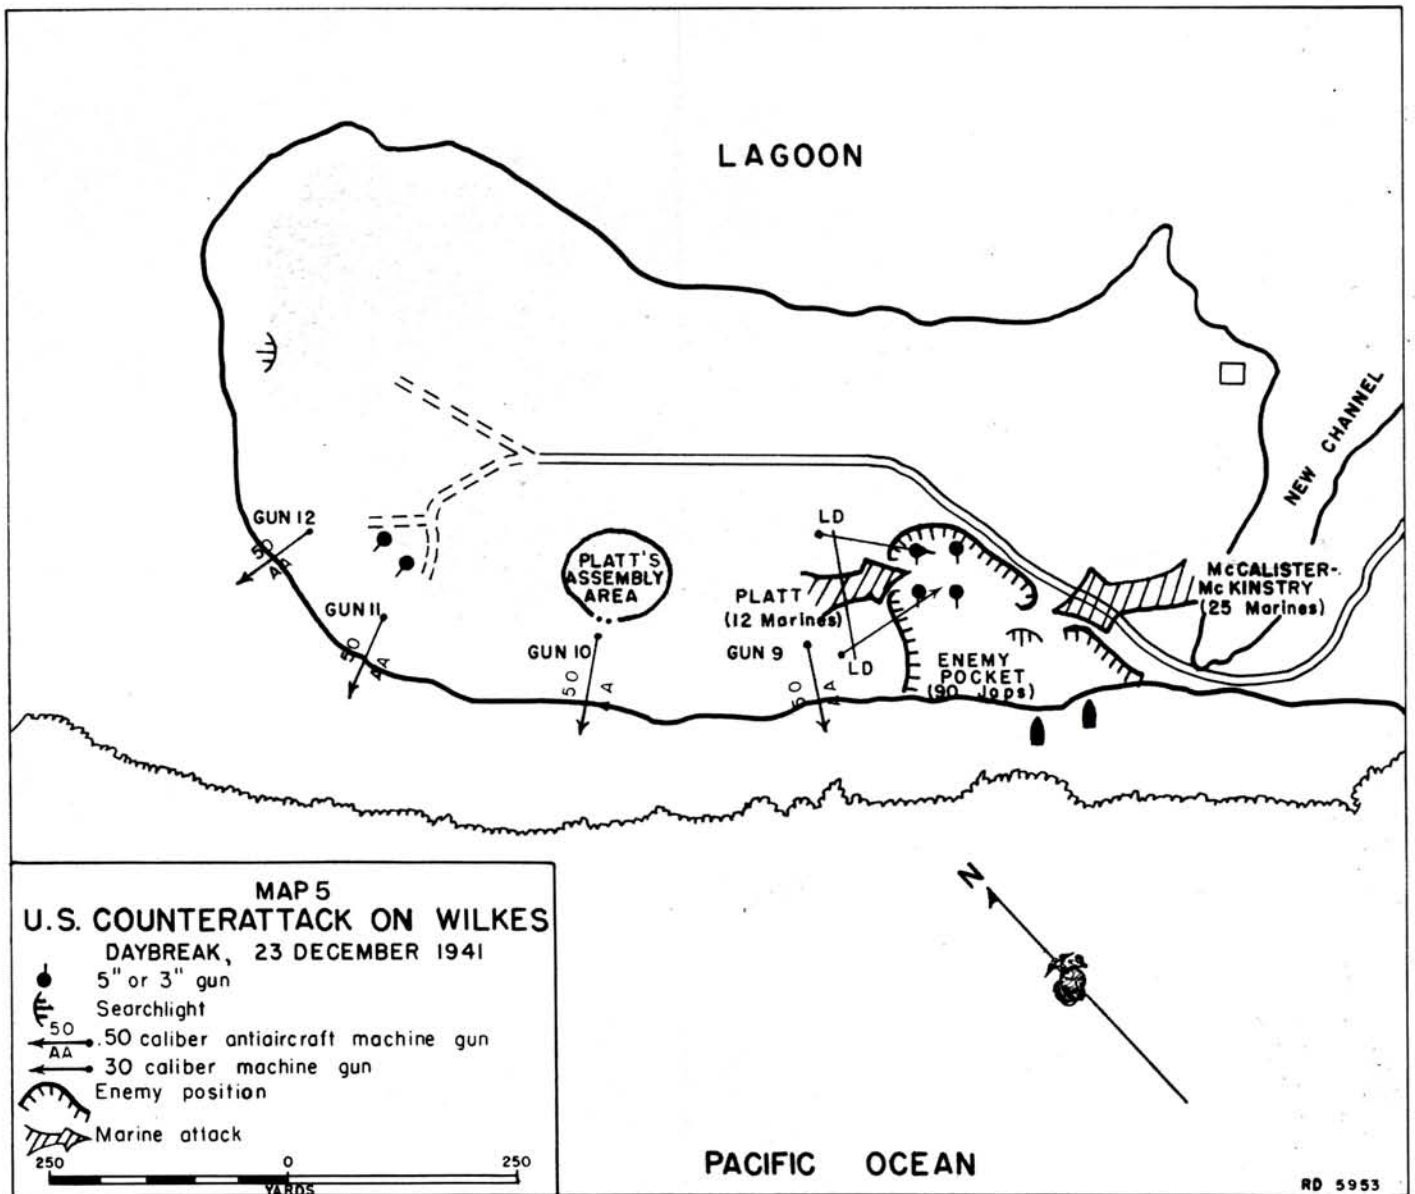 LAGOON
NEW CHANNEL
GUN 12
50
AA
LD
PLATT'S
ASSEMBLY
AREA
McCALISTER-
McKINSTRY
(25 Marines)
PLATT
(12 Marines)
GUN 11
50
AA
GUN 10
50
A
GUN 9
50
AA
LD
ENEMY
POCKET
(90 Japs)
N
MAP 5
U.S. COUNTERATTACK ON WILKES
DAYBREAK, 23 DECEMBER 1941
5" or 3" gun
Searchlight
50
AA
.50 caliber antiaircraft machine gun
30 caliber machine gun
Enemy position
Marine attack
250 0 250
YARDS
PACIFIC OCEAN
RD 5953